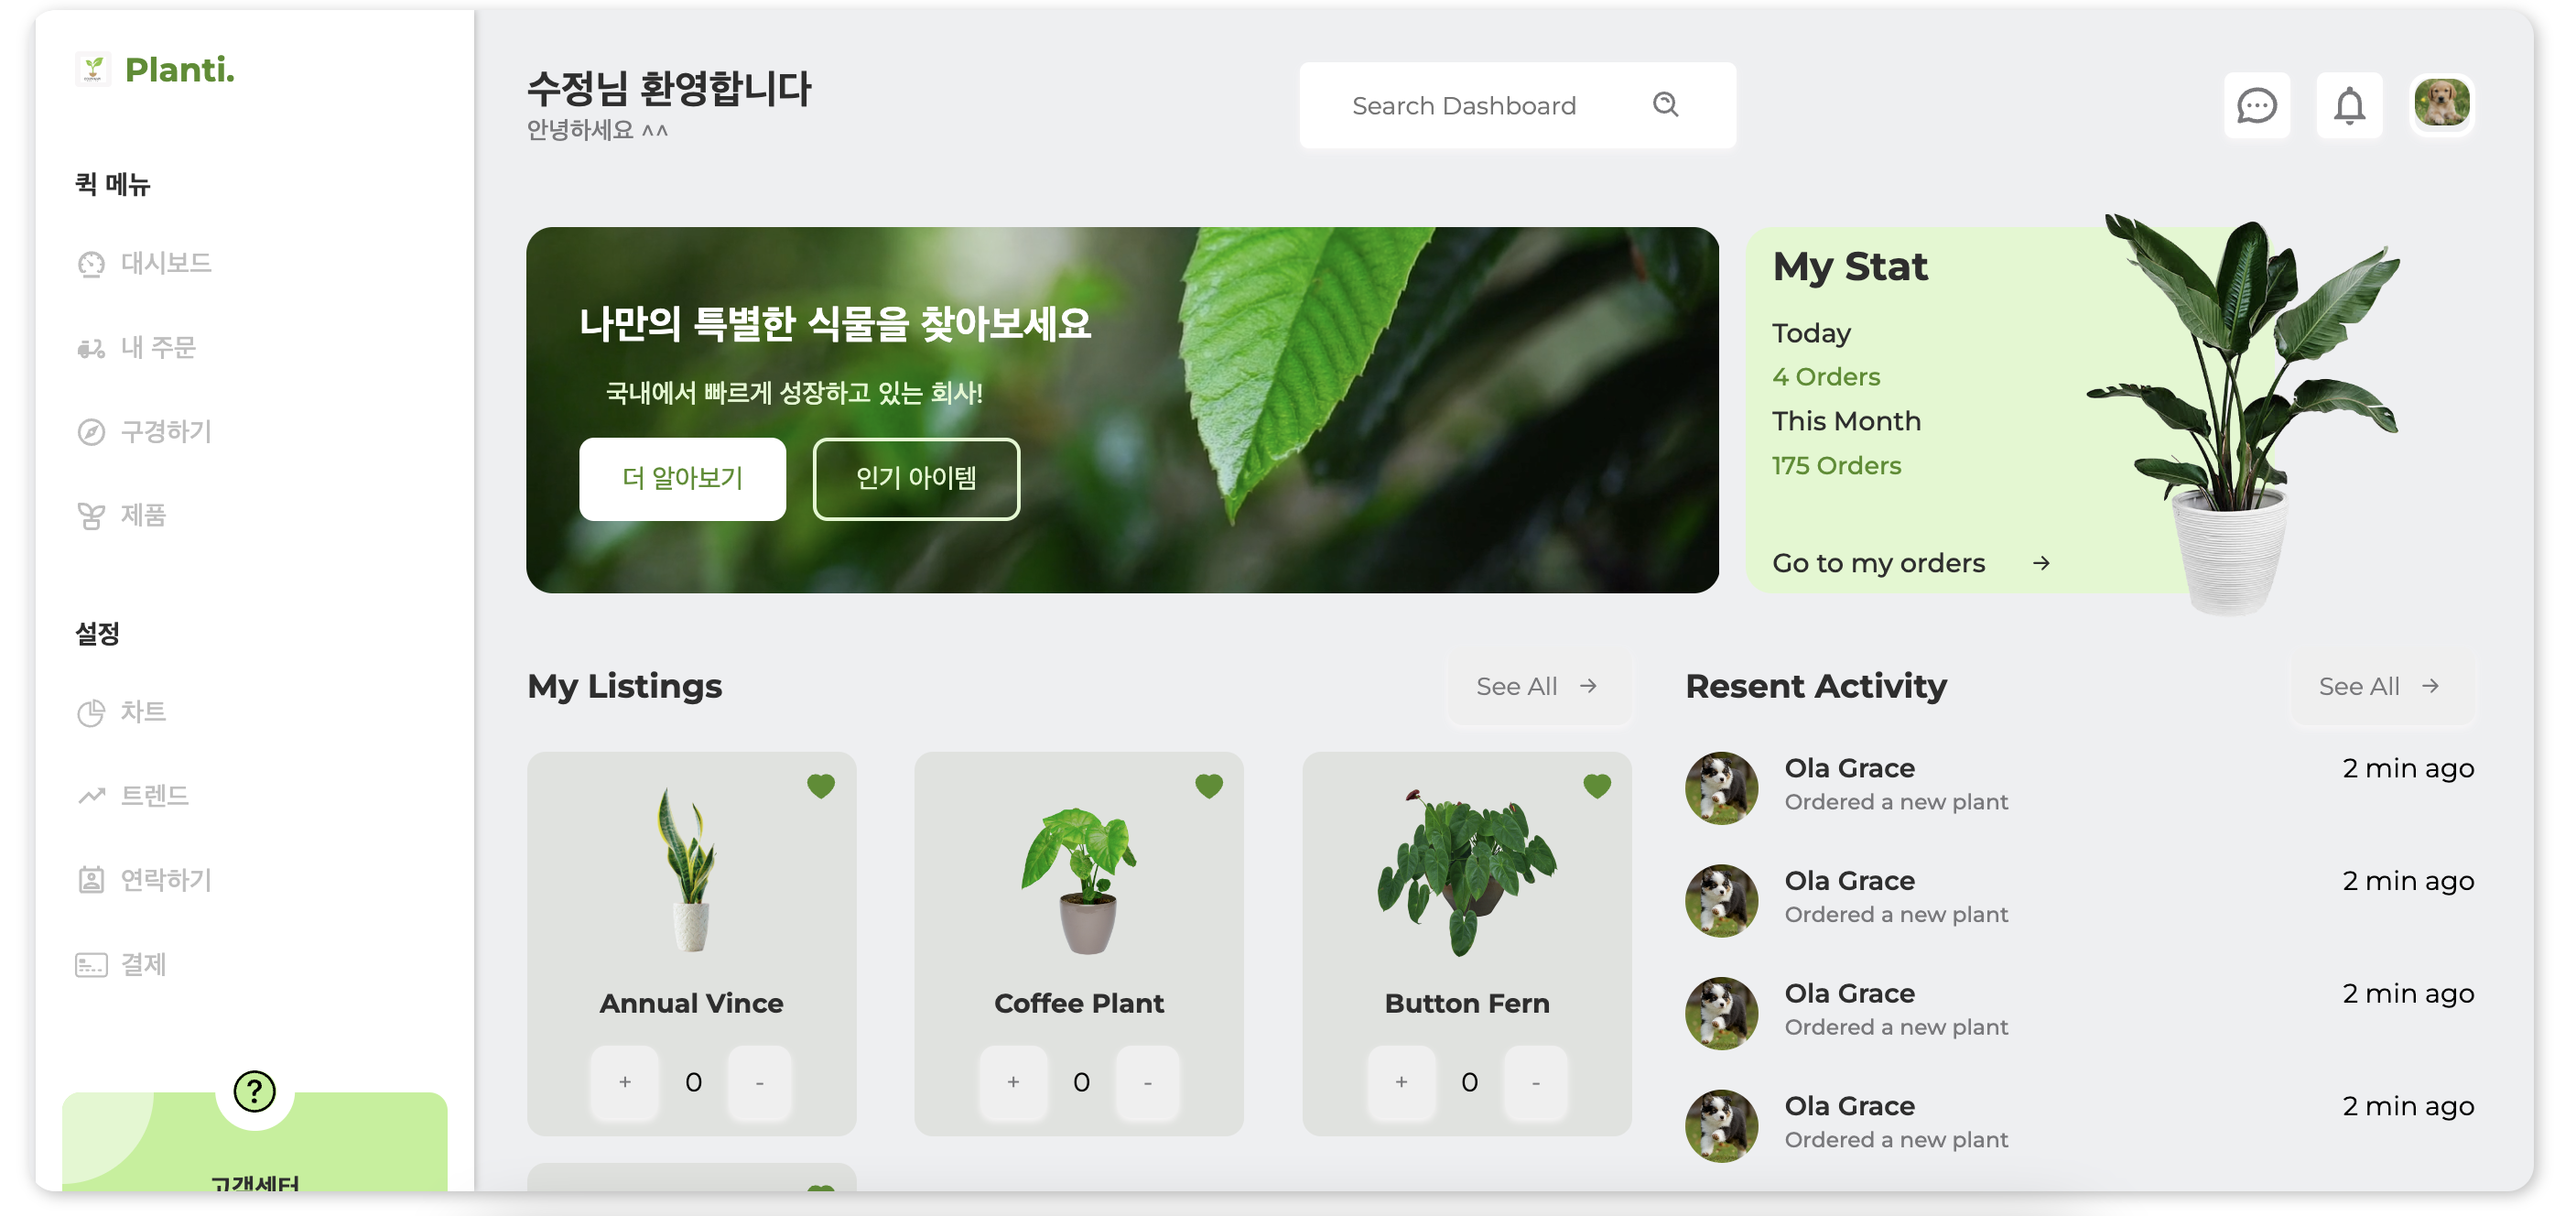 Planti.
퀵 메뉴
대시보드
내 주문
구경하기
제품
설정
차트
트렌드
연락하기
결제
?
고객센터
수정님 환영합니다
안녕하세요 ^^
Search Dashboard
나만의 특별한 식물을 찾아보세요
국내에서 빠르게 성장하고 있는 회사!
더 알아보기
인기 아이템
My Stat
Today
4 Orders
This Month
175 Orders
Go to my orders →
My Listings
See All →
Annual Vince
+ 0 -
Coffee Plant
+ 0 -
Button Fern
+ 0 -
Resent Activity
See All →
Ola Grace
2 min ago
Ordered a new plant
Ola Grace
2 min ago
Ordered a new plant
Ola Grace
2 min ago
Ordered a new plant
Ola Grace
2 min ago
Ordered a new plant